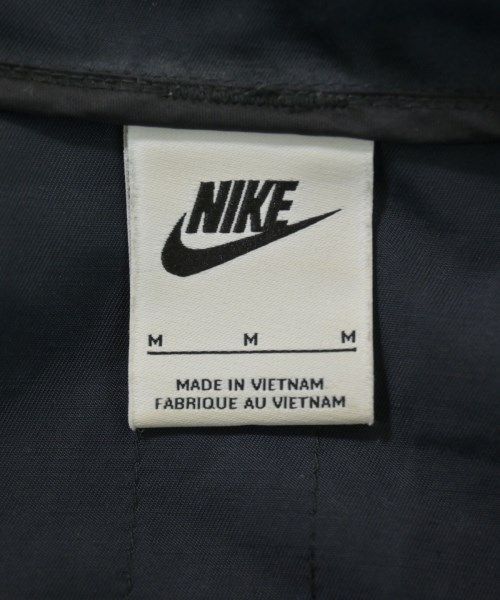 NIKE
M M M
MADE IN VIETNAM
FABRIQUE AU VIETNAM